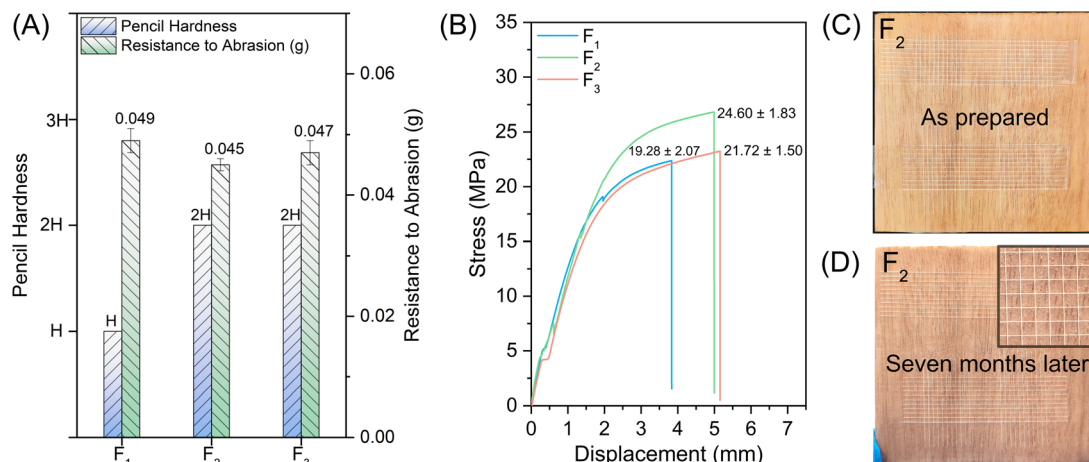 (A)
Pencil Hardness
Resistance to Abrasion (g)
Pencil Hardness
3H
2H
H
0.049
0.045
0.047
H
2H
2H
F₁
F₂
F₃
0.06
0.04
0.02
0.00
Resistance to Abrasion (g)
(B)
F₁
F₂
F₃
Stress (MPa)
35
30
25
20
15
10
5
0
24.60 ± 1.83
19.28 ± 2.07
21.72 ± 1.50
0 1 2 3 4 5 6 7
Displacement (mm)
(C)
F₂
As prepared
(D)
F₂
Seven months later